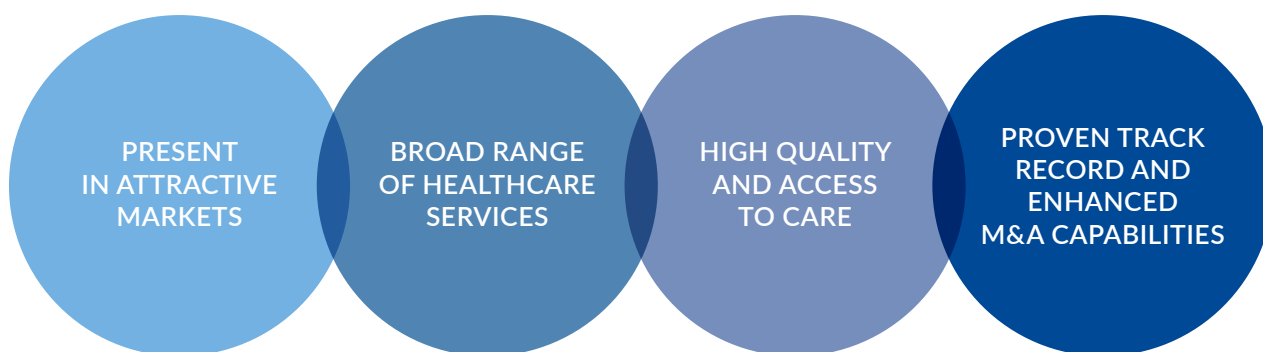 PRESENT
IN ATTRACTIVE
MARKETS
BROAD RANGE
OF HEALTHCARE
SERVICES
HIGH QUALITY
AND ACCESS
TO CARE
PROVEN TRACK
RECORD AND
ENHANCED
M&A CAPABILITIES